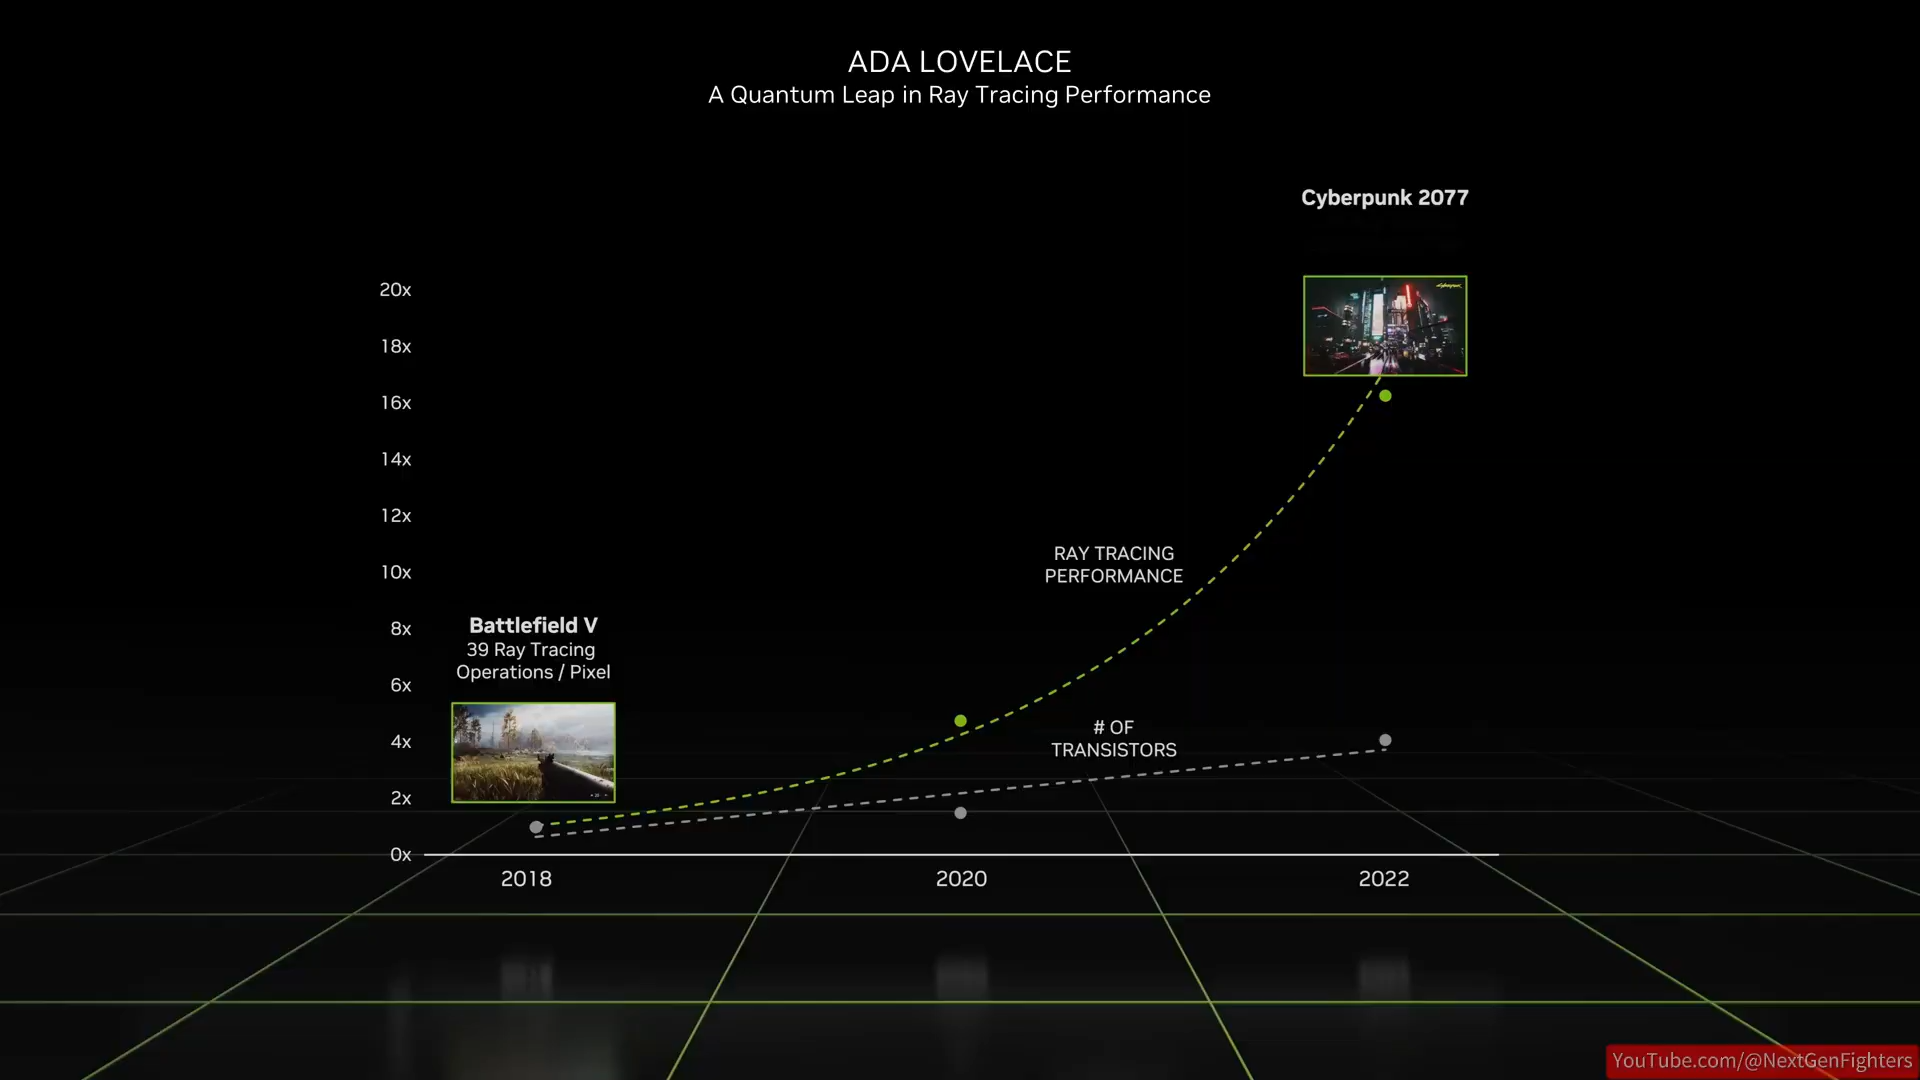 ADA LOVELACE
A Quantum Leap in Ray Tracing Performance
Cyberpunk 2077
20x
18x
16x
14x
12x
10x
8x
6x
4x
2x
0x
RAY TRACING
PERFORMANCE
Battlefield V
39 Ray Tracing
Operations / Pixel
# OF
TRANSISTORS
2018
2020
2022
YouTube.com/@NextGenFighters